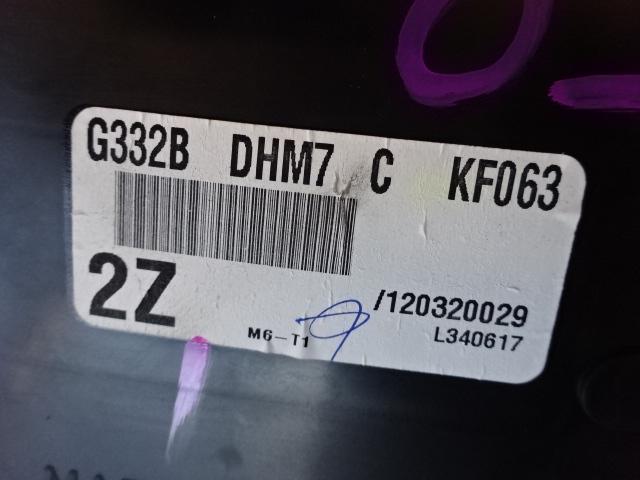 G332B DHM7 C KF063
2Z /120320029
M6-T1 L340617